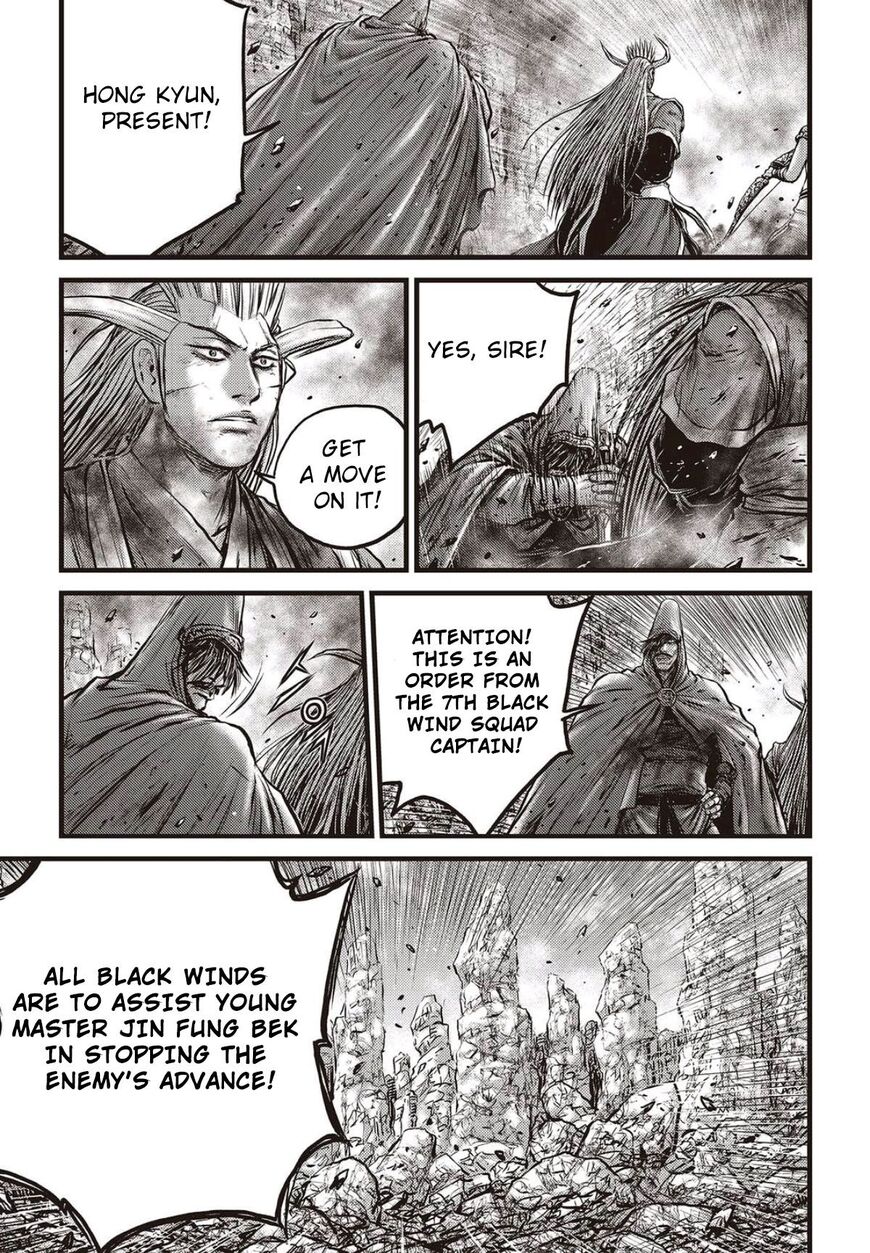 HONG KYUN,
PRESENT!
GET
A MOVE
ON IT!
YES, SIRE!
ATTENTION!
THIS IS AN
ORDER FROM
THE 7TH BLACK
WIND SQUAD
CAPTAIN!
ALL BLACK WINDS
ARE TO ASSIST YOUNG
MASTER JIN FUNG BEK
IN STOPPING THE
ENEMY'S ADVANCE!